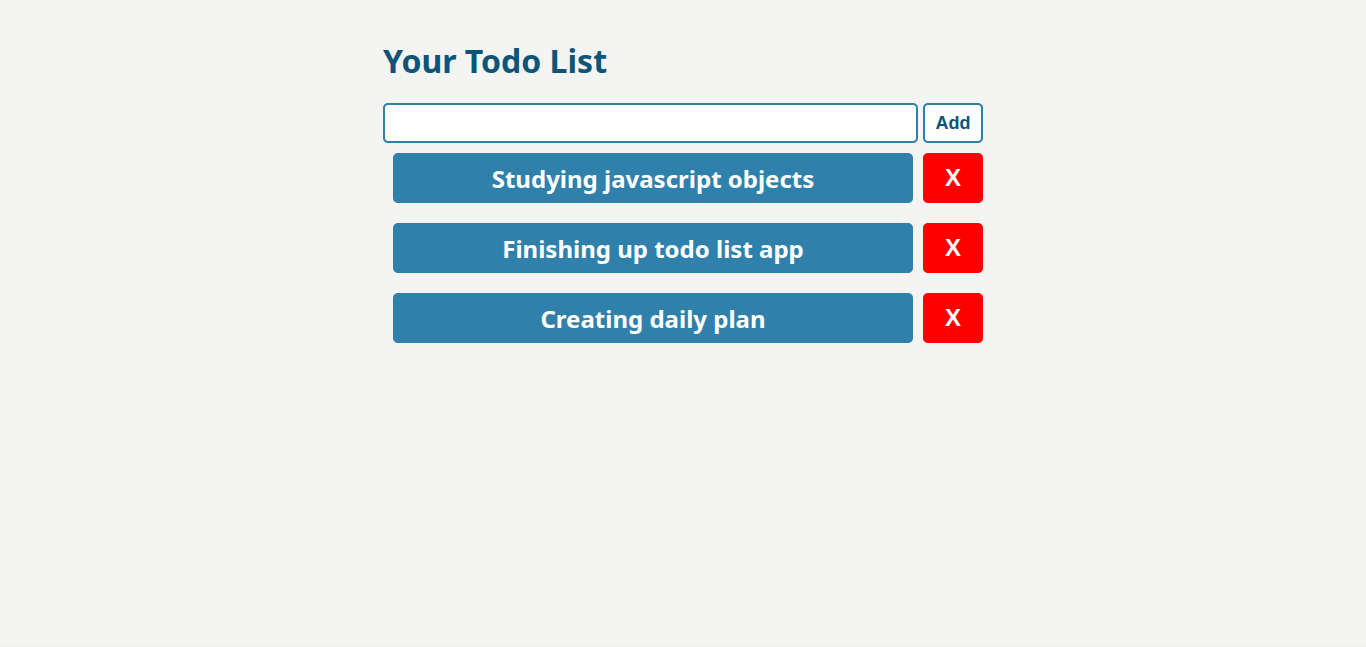 Your Todo List
Add
Studying javascript objects X
Finishing up todo list app X
Creating daily plan X